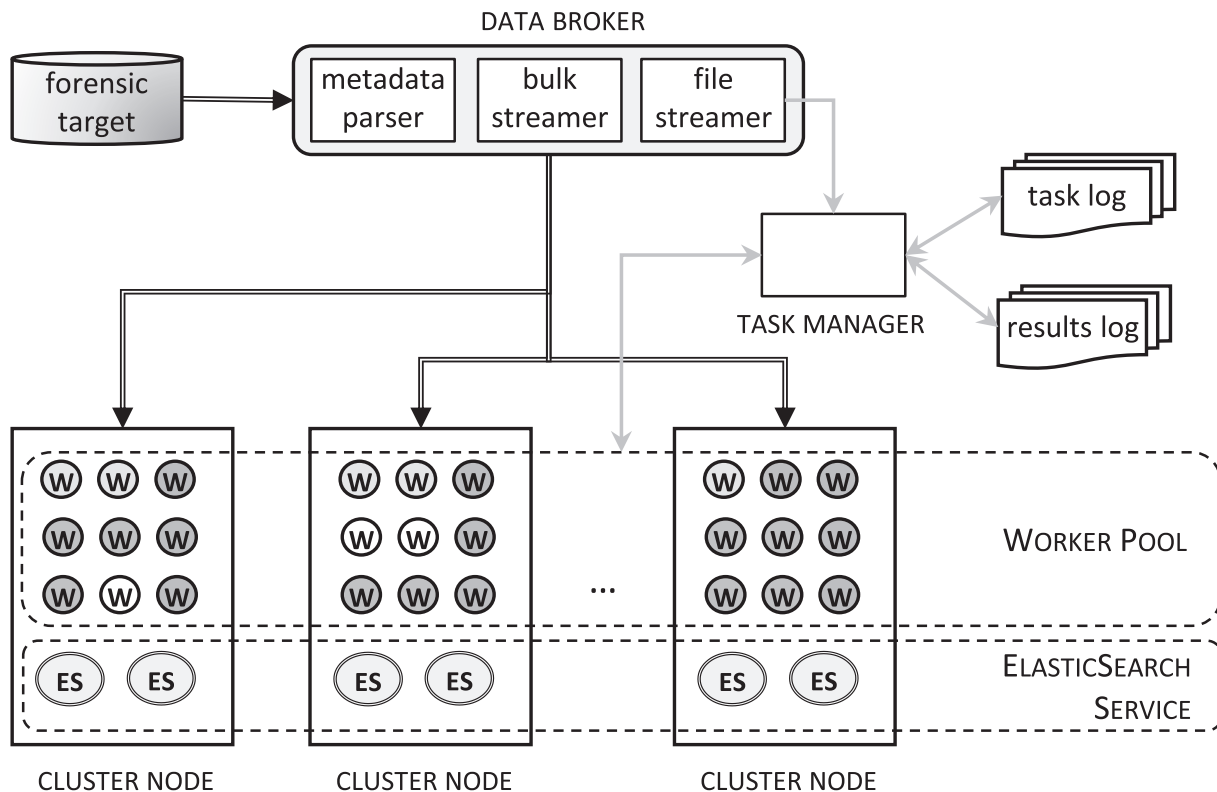 DATA BROKER
forensic
target
metadata
parser
bulk
streamer
file
streamer
task log
TASK MANAGER
results log
W W W W W W W W W
W W W W W W W W W
W W W W W W W W W
WORKER POOL
...
ES ES ES ES ES ES
ELASTICSEARCH
SERVICE
CLUSTER NODE CLUSTER NODE CLUSTER NODE